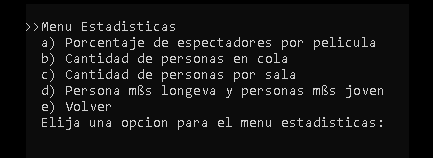 >>Menu Estadisticas
a) Porcentaje de espectadores por pelicula
b) Cantidad de personas en cola
c) Cantidad de personas por sala
d) Persona mßs longeva y personas mßs joven
e) Volver
Elija una opcion para el menu estadisticas: